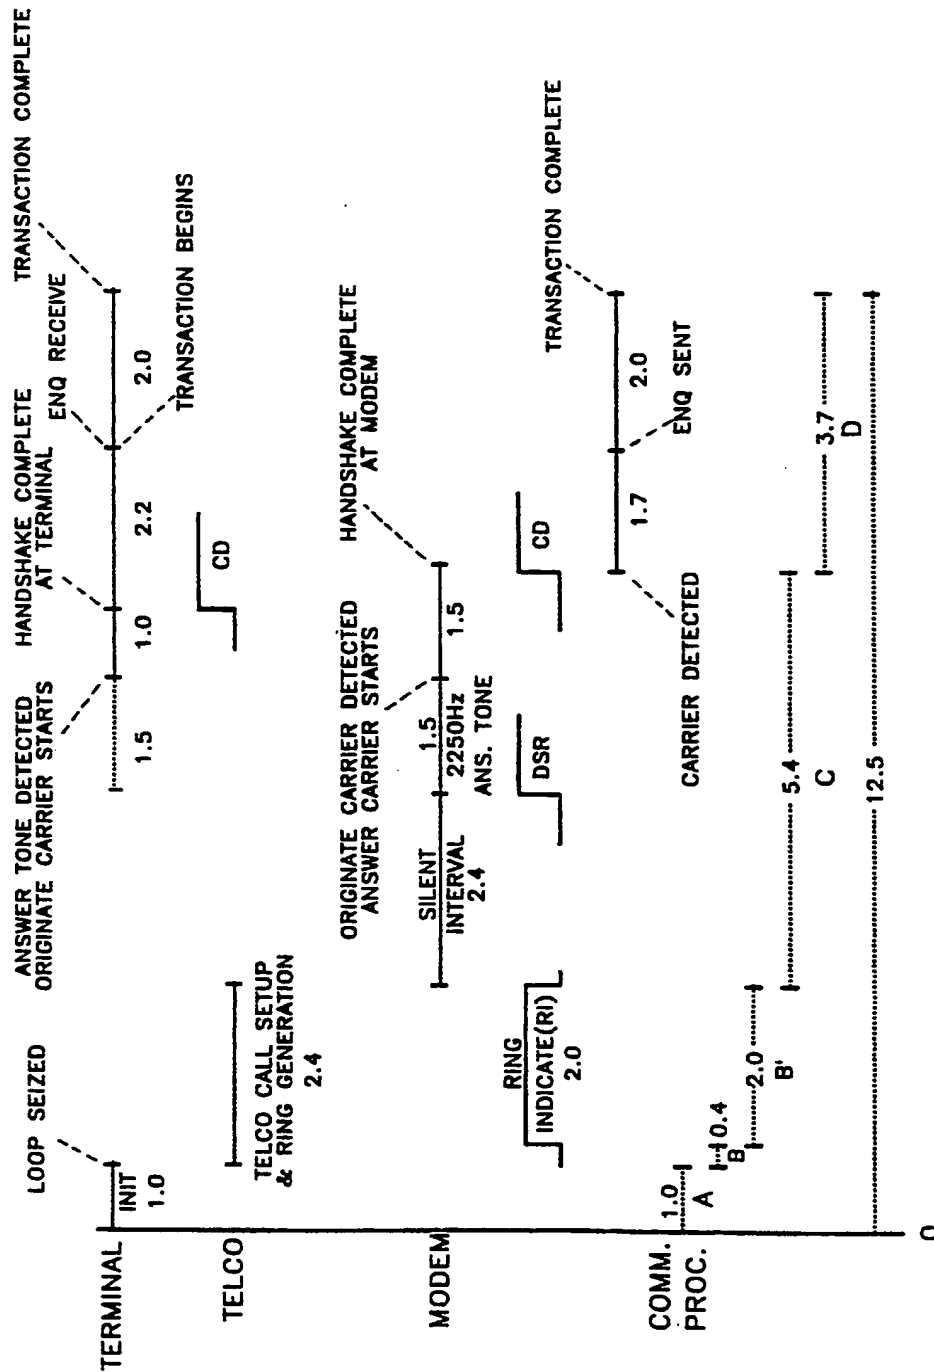 TERMINAL
LOOP SEIZED
INIT
1.0
ANSWER TONE DETECTED
ORIGINATE CARRIER STARTS
1.5
1.0
HANDSHAKE COMPLETE
AT TERMINAL
2.2
ENQ RECEIVE
TRANSACTION BEGINS
2.0
TRANSACTION COMPLETE
TELCO
TELCO CALL SETUP
& RING GENERATION
2.4
CD
MODEM
SILENT
INTERVAL
2.4
ORIGINATE CARRIER DETECTED
ANSWER CARRIER STARTS
1.5
2250Hz
ANS. TONE
1.5
HANDSHAKE COMPLETE
AT MODEM
RING
INDICATE(RI)
2.0
DSR
CD
COMM.
PROC.
CARRIER DETECTED
1.7
ENQ SENT
2.0
TRANSACTION COMPLETE
1.0
A
0.4
B
2.0
B'
5.4
C
3.7
D
12.5
0